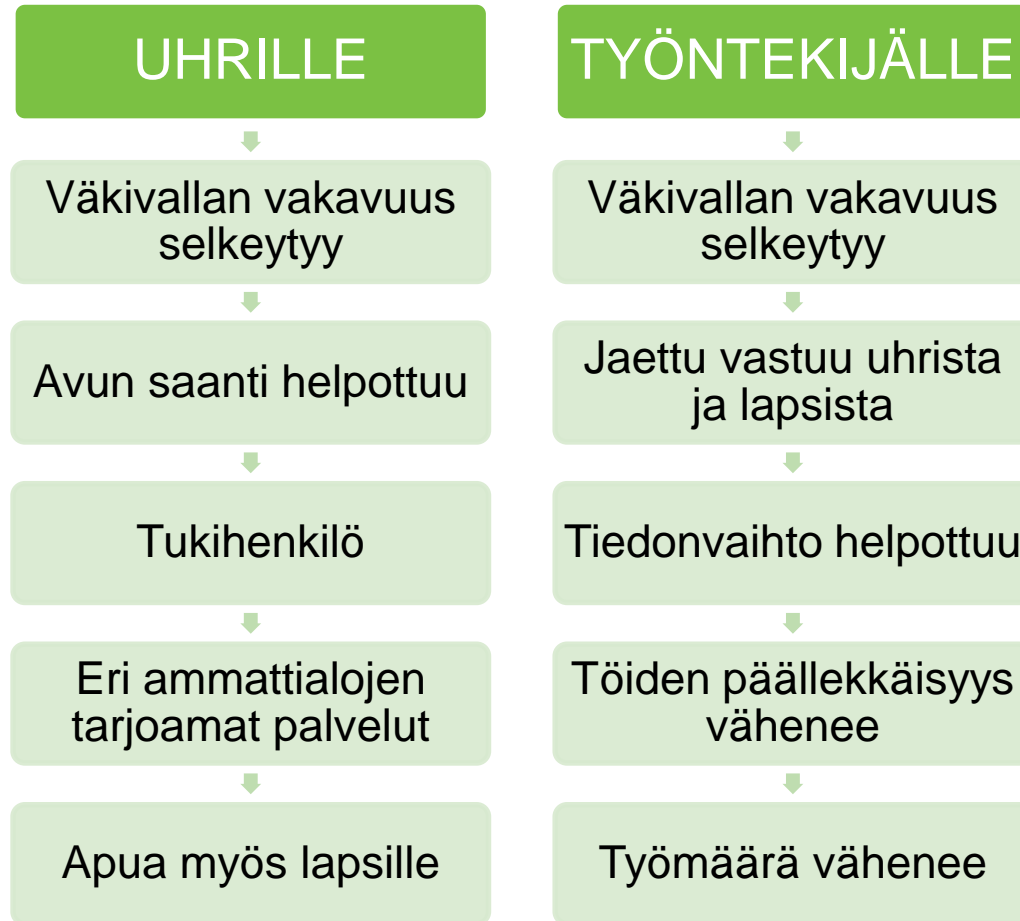 UHRILLE
Väkivallan vakavuus
selkeytyy
Avun saanti helpottuu
Tukihenkilö
Eri ammattialojen
tarjoamat palvelut
Apua myös lapsille
TYÖNTEKIJÄLLE
Väkivallan vakavuus
selkeytyy
Jaettu vastuu uhrista
ja lapsista
Tiedonvaihto helpottuu
Töiden päällekkäisyys
vähenee
Työmäärä vähenee